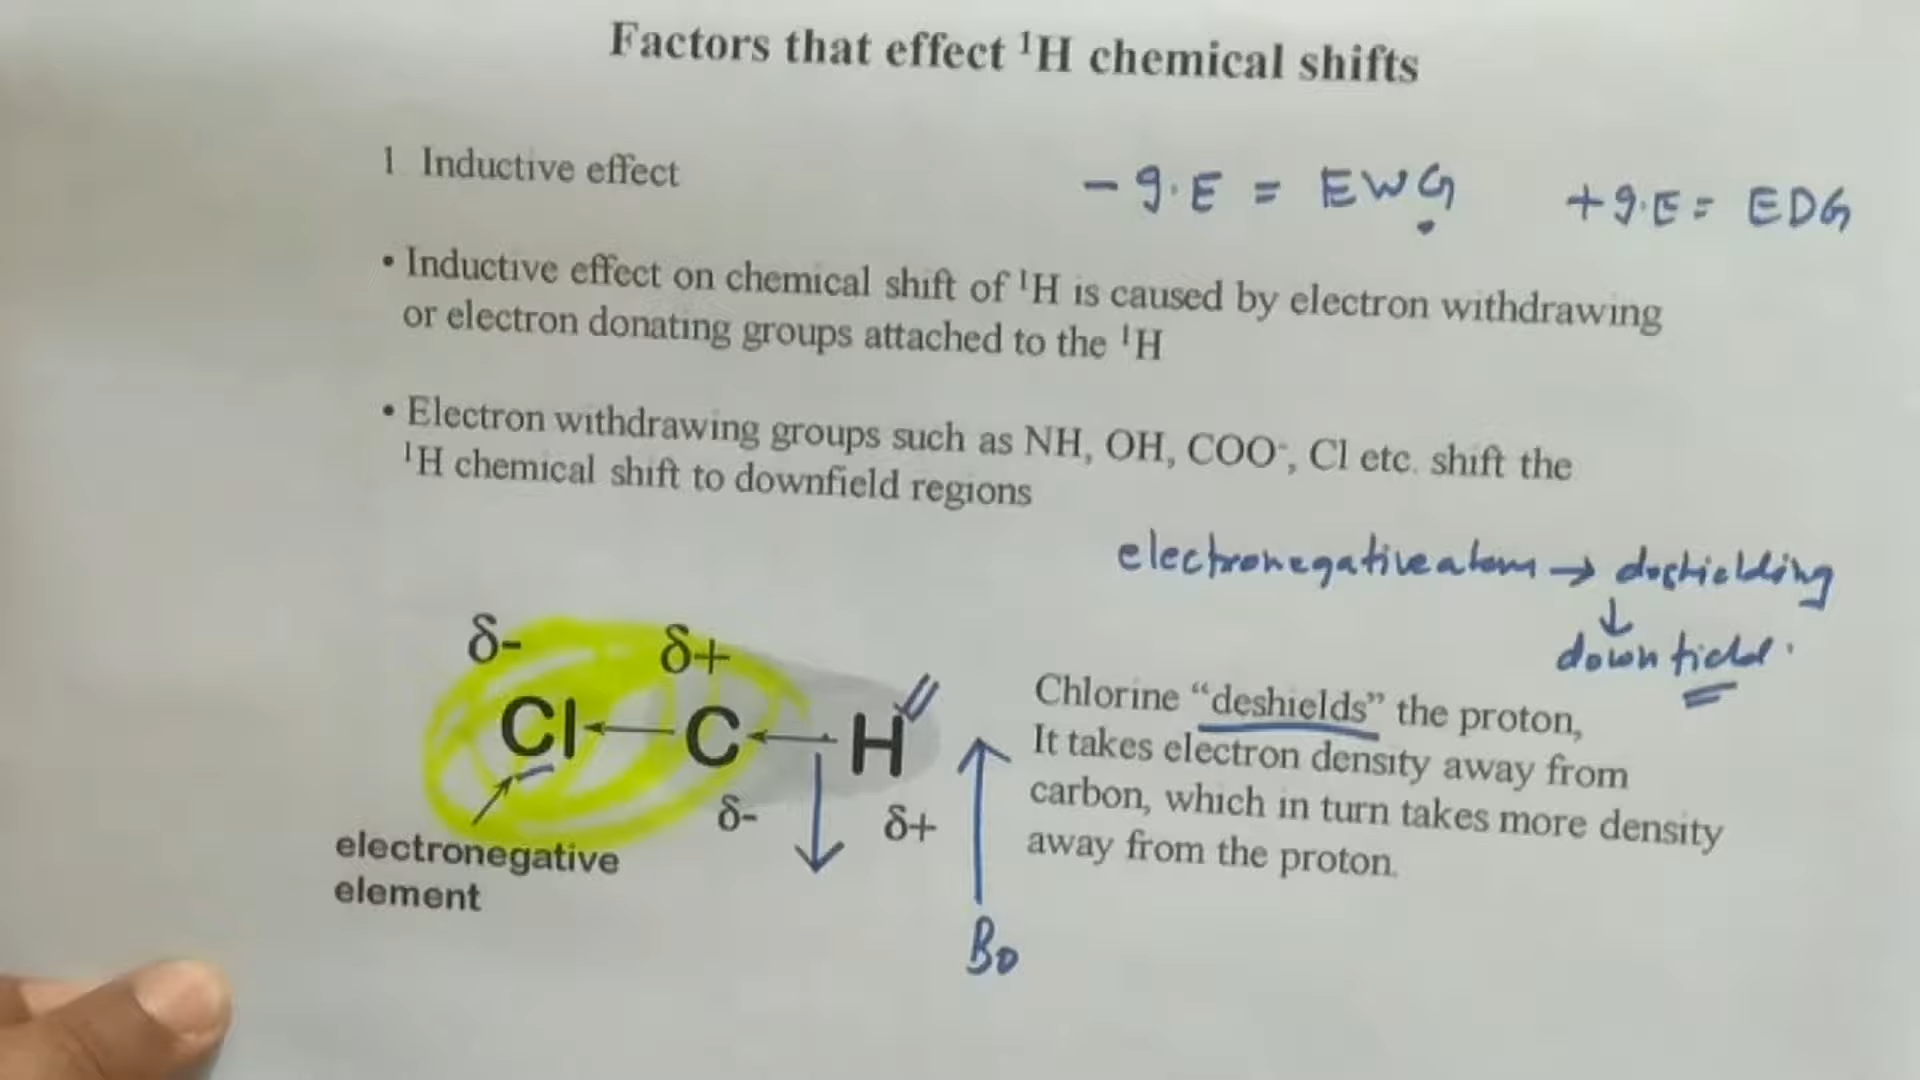 Factors that effect ¹H chemical shifts
1 Inductive effect
- g.E = EWG
+g.E = EDG
• Inductive effect on chemical shift of ¹H is caused by electron withdrawing
or electron donating groups attached to the ¹H
• Electron withdrawing groups such as NH, OH, COO⁻, Cl etc. shift the
¹H chemical shift to downfield regions
electronegative atom → deshielding
↓
down field.
δ- δ+
Cl C H
δ- δ+
electronegative
element
Chlorine “deshields” the proton,
It takes electron density away from
carbon, which in turn takes more density
away from the proton.
B₀